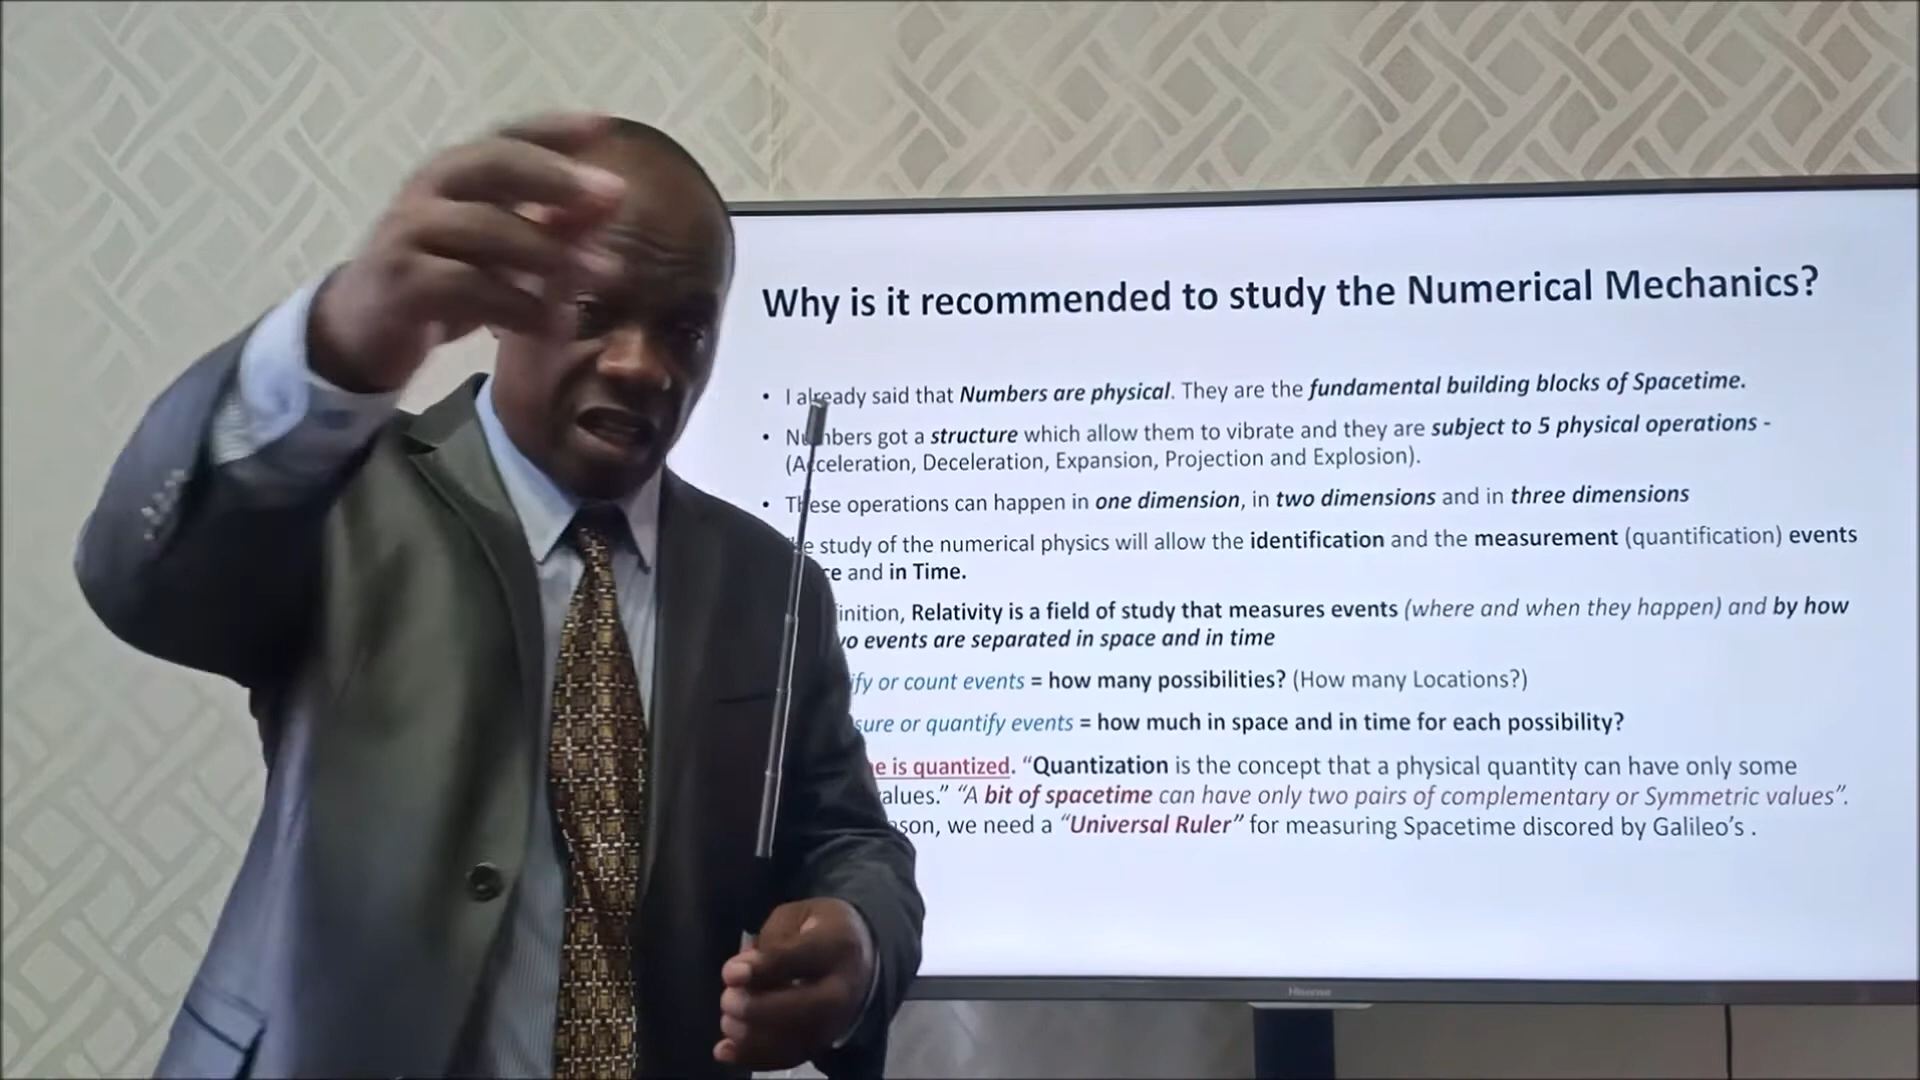 Why is it recommended to study the Numerical Mechanics?
• I already said that Numbers are physical. They are the fundamental building blocks of Spacetime.
• Numbers got a structure which allow them to vibrate and they are subject to 5 physical operations -
(Acceleration, Deceleration, Expansion, Projection and Explosion).
• These operations can happen in one dimension, in two dimensions and in three dimensions
study of the numerical physics will allow the identification and the measurement (quantification) events
and in Time.
Relativity is a field of study that measures events (where and when they happen) and by how
events are separated in space and in time
or count events = how many possibilities? (How many Locations?)
or quantify events = how much in space and in time for each possibility?
is quantized. “Quantization is the concept that a physical quantity can have only some
“A bit of spacetime can have only two pairs of complementary or Symmetric values”.
we need a “Universal Ruler” for measuring Spacetime discored by Galileo’s .
Hisense